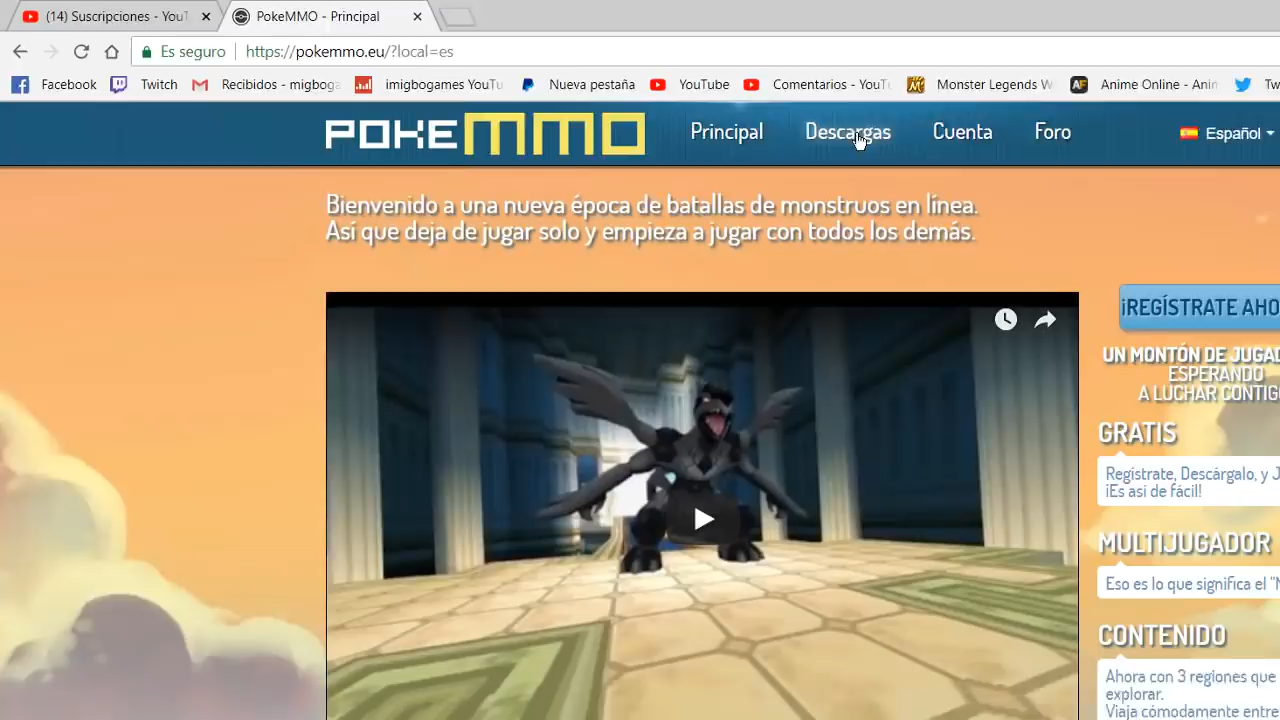 (14) Suscripciones - YouT
PokeMMO - Principal
Es seguro
https://pokemmo.eu/?local=es
Facebook
Twitch
Recibidos - migboga
imigbogames YouTu
Nueva pestaña
YouTube
Comentarios - YouT
Monster Legends W
Anime Online - Anin
Tw
POKEMMO
Principal
Descargas
Cuenta
Foro
Español
Bienvenido a una nueva época de batallas de monstruos en línea.
Así que deja de jugar solo y empieza a jugar con todos los demás.
¡REGÍSTRATE AHO
UN MONTÓN DE JUGAD
ESPERANDO
A LUCHAR CONTIG
GRATIS
Regístrate, Descárgalo, y J
¡Es así de fácil!
MULTIJUGADOR
Eso es lo que significa el "M
CONTENIDO
Ahora con 3 regiones que
explorar.
Viaja cómodamente entre